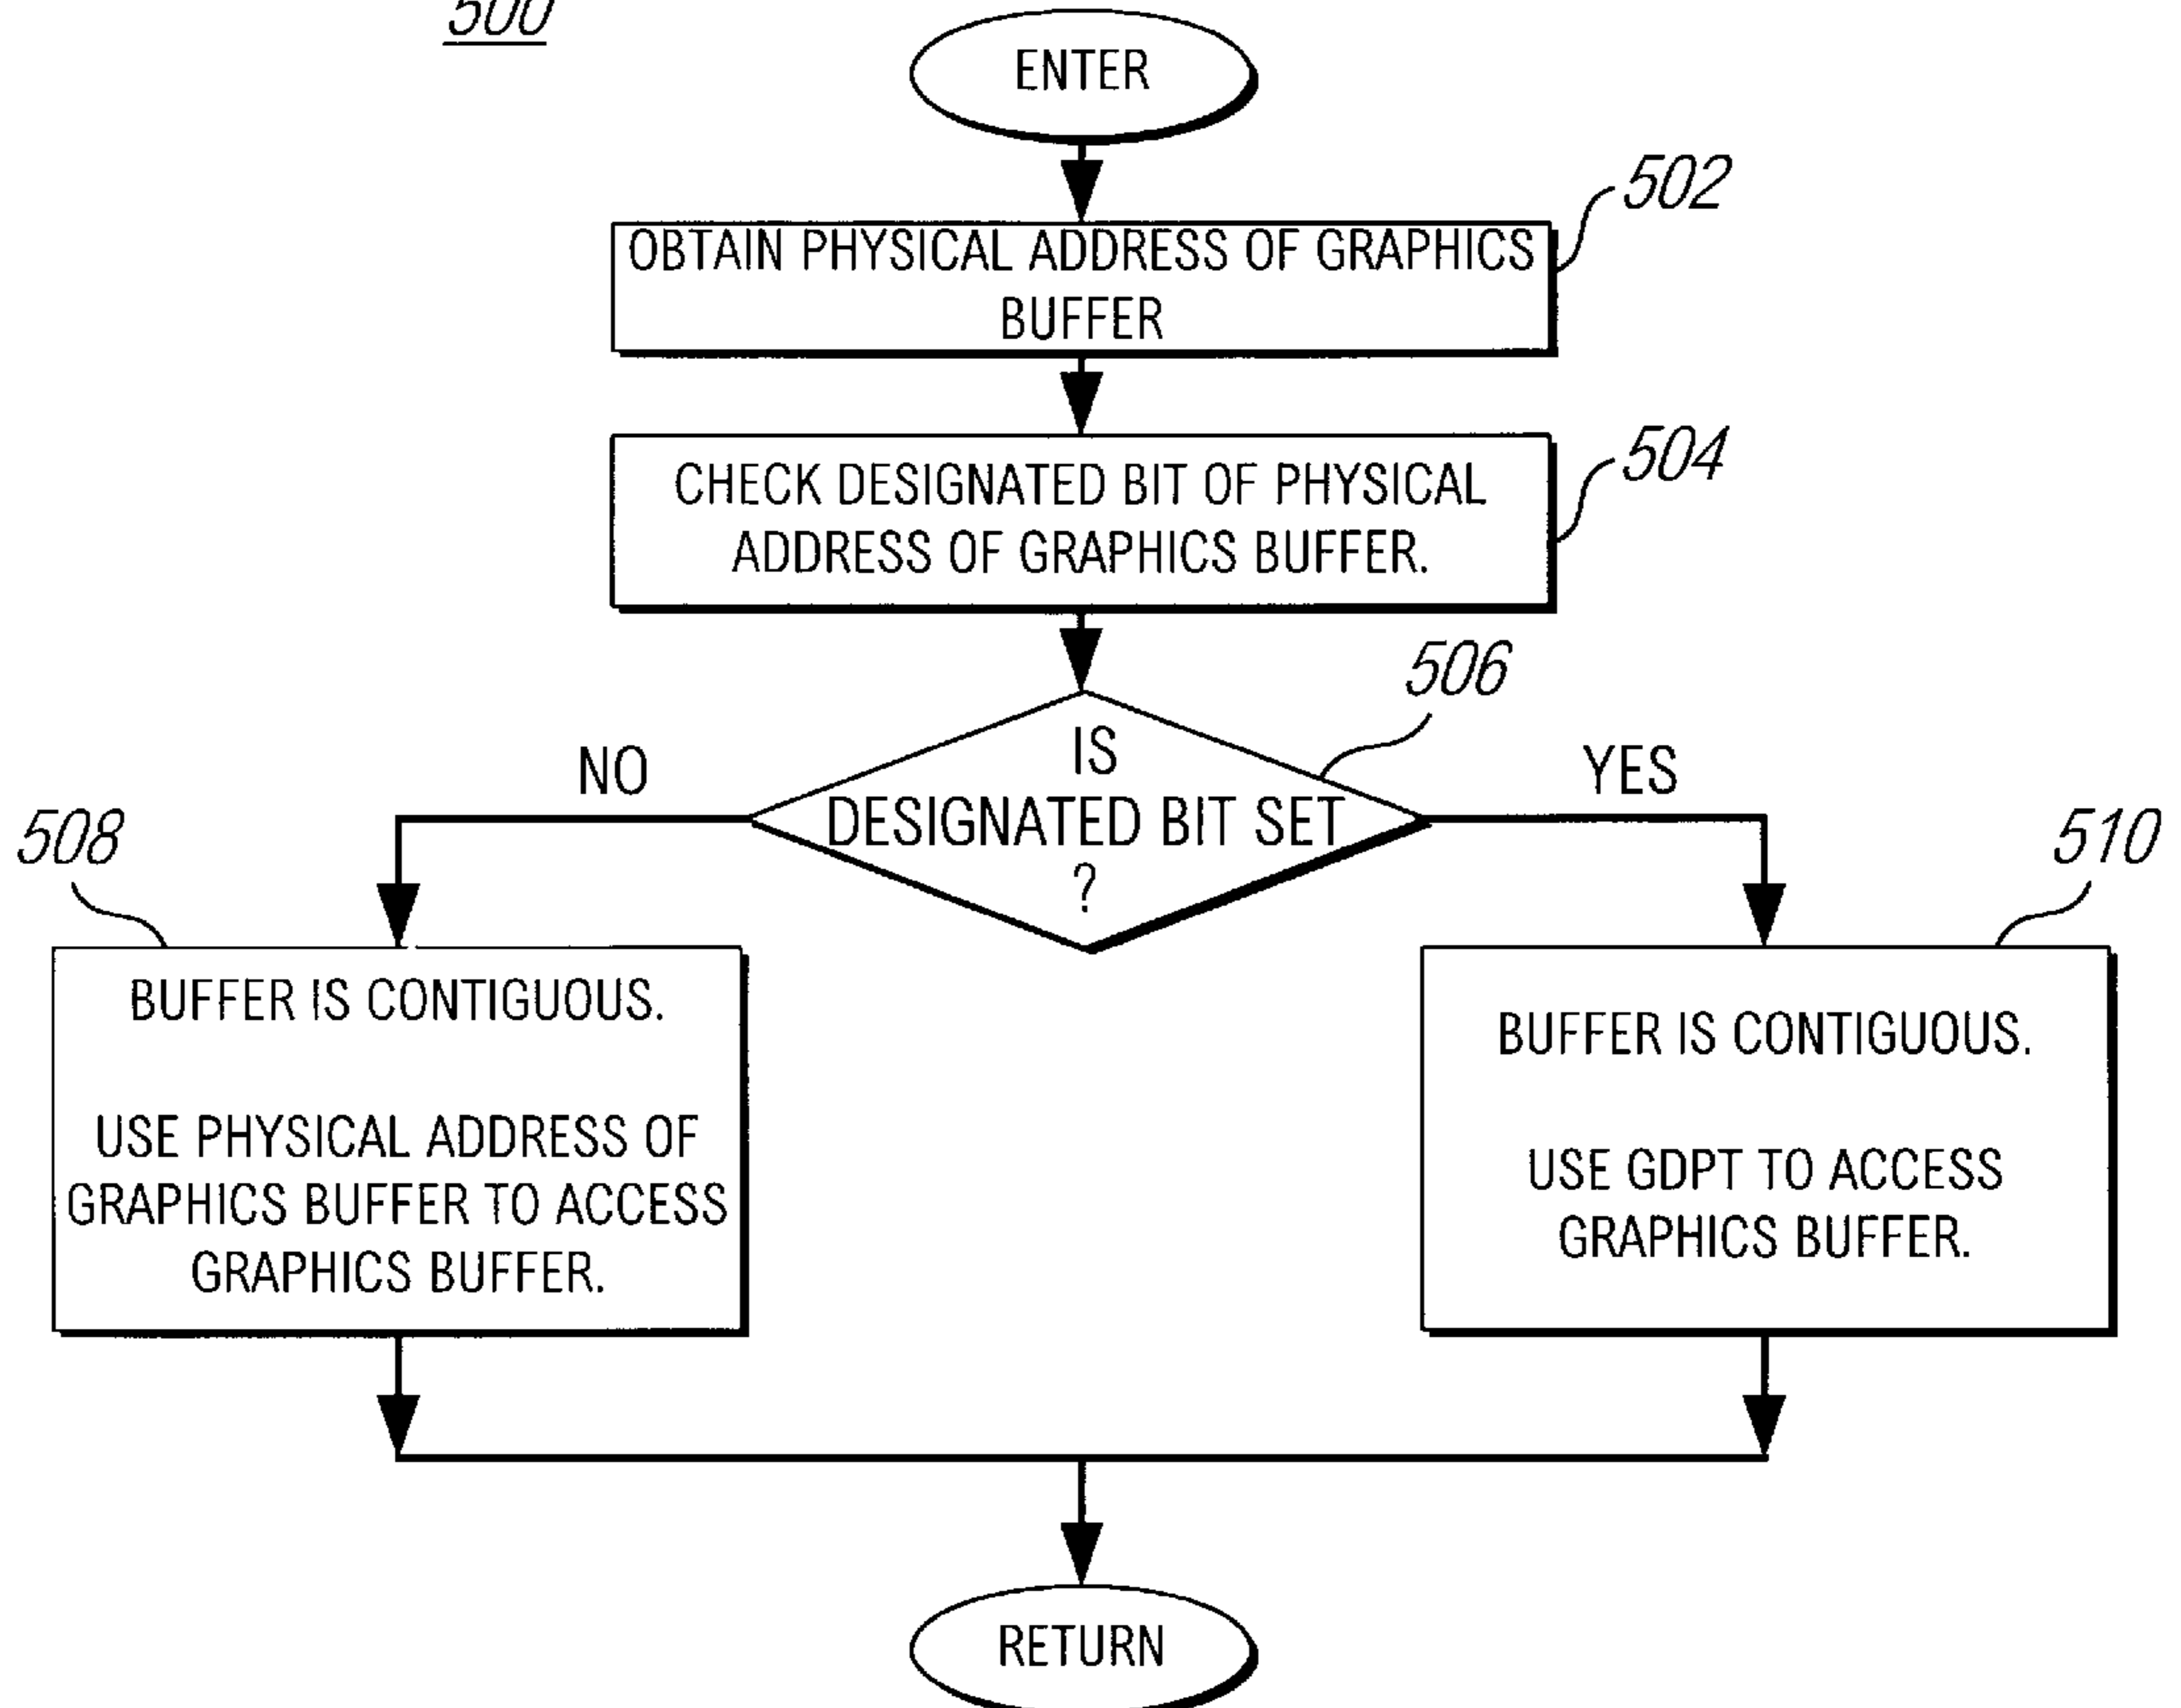 500
ENTER
502
OBTAIN PHYSICAL ADDRESS OF GRAPHICS
BUFFER
504
CHECK DESIGNATED BIT OF PHYSICAL
ADDRESS OF GRAPHICS BUFFER.
506
IS
DESIGNATED BIT SET
?
NO
YES
508
BUFFER IS CONTIGUOUS.
USE PHYSICAL ADDRESS OF
GRAPHICS BUFFER TO ACCESS
GRAPHICS BUFFER.
510
BUFFER IS CONTIGUOUS.
USE GDPT TO ACCESS
GRAPHICS BUFFER.
RETURN